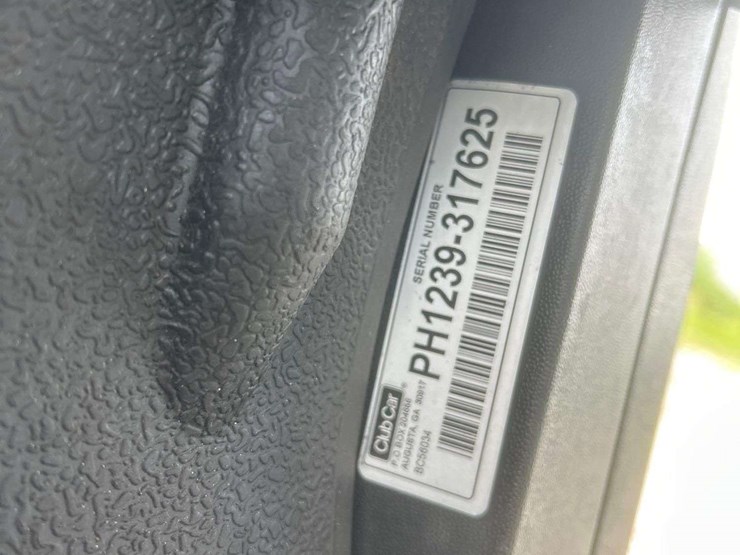 Club Car
SERIAL NUMBER
P.O BOX 204658
AUGUSTA, GA 30917
PH1239-317625
BC56034